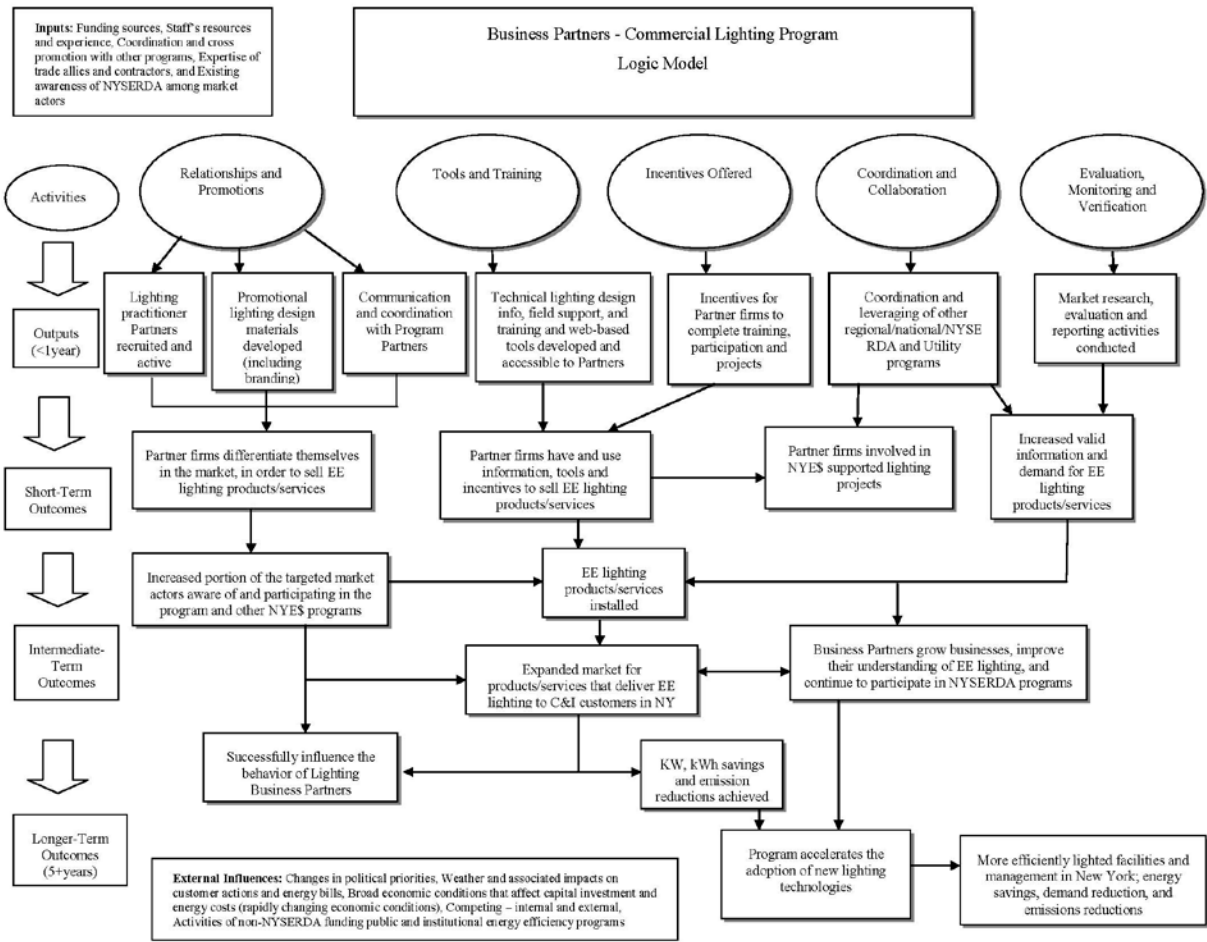 Inputs: Funding sources, Staff's resources
and experience, Coordination and cross
promotion with other programs, Expertise of
trade allies and contractors, and Existing
awareness of NYSERDA among market
actors
Business Partners - Commercial Lighting Program
Logic Model
Activities
Relationships and
Promotions
Tools and Training
Incentives Offered
Coordination and
Collaboration
Evaluation,
Monitoring and
Verification
Outputs
(<1year)
Lighting
practitioner
Partners
recruited and
active
Promotional
lighting design
materials
developed
(including
branding)
Communication
and coordination
with Program
Partners
Technical lighting design
info, field support, and
training and web-based
tools developed and
accessible to Partners
Incentives for
Partner firms to
complete training,
participation and
projects
Coordination and
leveraging of other
regional/national/NYSE
RDA and Utility
programs
Market research,
evaluation and
reporting activities
conducted
Short-Term
Outcomes
Partner firms differentiate themselves
in the market, in order to sell EE
lighting products/services
Partner firms have and use
information, tools and
incentives to sell EE lighting
products/services
Partner firms involved in
NYE$ supported lighting
projects
Increased valid
information and
demand for EE
lighting
products/services
Intermediate-
Term
Outcomes
Increased portion of the targeted market
actors aware of and participating in the
program and other NYE$ programs
EE lighting
products/services
installed
Expanded market for
products/services that deliver EE
lighting to C&I customers in NY
Business Partners grow businesses, improve
their understanding of EE lighting, and
continue to participate in NYSERDA programs
Longer-Term
Outcomes
(5+years)
Successfully influence the
behavior of Lighting
Business Partners
KW, kWh savings
and emission
reductions achieved
Program accelerates the
adoption of new lighting
technologies
More efficiently lighted facilities and
management in New York; energy
savings, demand reduction, and
emissions reductions
External Influences: Changes in political priorities, Weather and associated impacts on
customer actions and energy bills, Broad economic conditions that affect capital investment and
energy costs (rapidly changing economic conditions), Competing – internal and external,
Activities of non-NYSERDA funding public and institutional energy efficiency programs